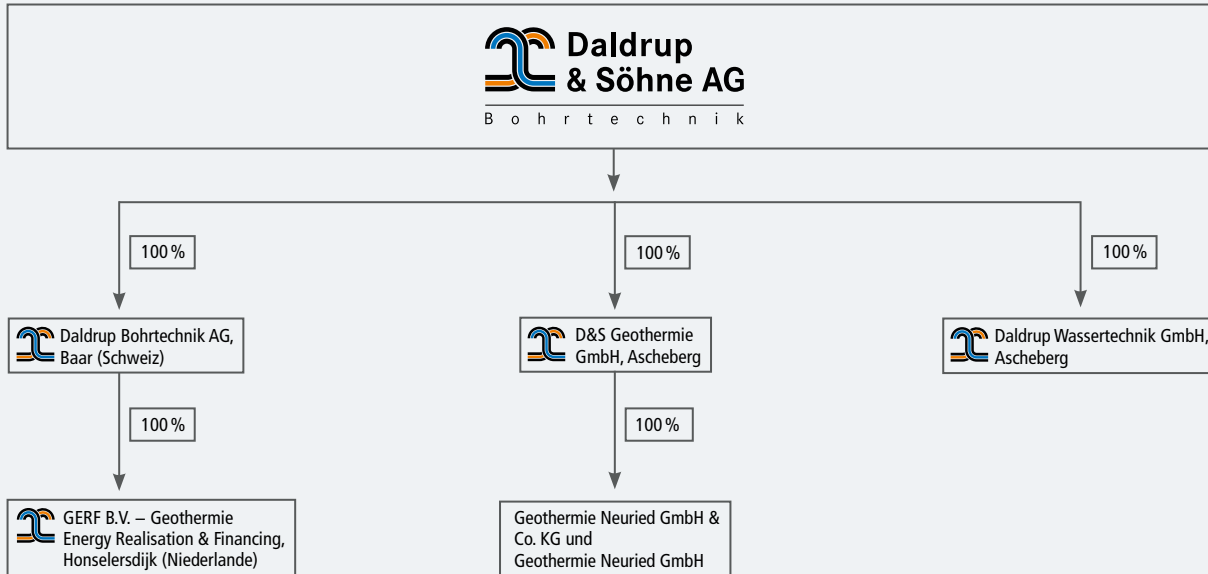 Daldrup
& Söhne AG
Bohrtechnik
100 %
100 %
100 %
Daldrup Bohrtechnik AG,
Baar (Schweiz)
D&S Geothermie
GmbH, Ascheberg
Daldrup Wassertechnik GmbH,
Ascheberg
100 %
100 %
GERF B.V. – Geothermie
Energy Realisation & Financing,
Honselersdijk (Niederlande)
Geothermie Neuried GmbH &
Co. KG und
Geothermie Neuried GmbH